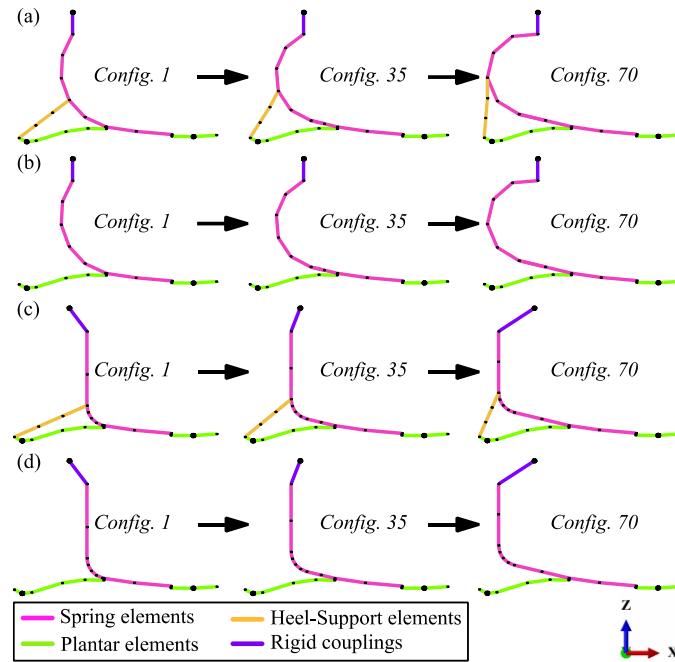 (a)
Config. 1
Config. 35
Config. 70
(b)
Config. 1
Config. 35
Config. 70
(c)
Config. 1
Config. 35
Config. 70
(d)
Config. 1
Config. 35
Config. 70
Spring elements
Heel-Support elements
Plantar elements
Rigid couplings
Z
X